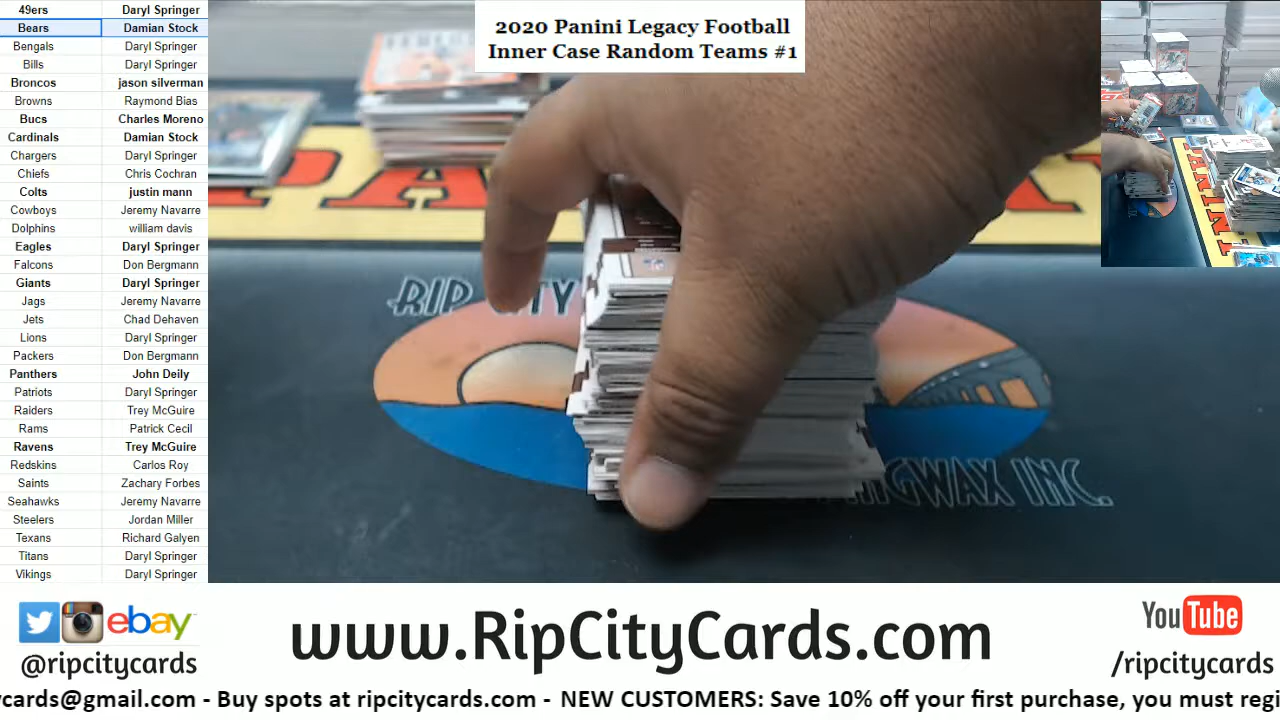 49ers Daryl Springer
Bears Damian Stock
Bengals Daryl Springer
Bills Daryl Springer
Broncos jason silverman
Browns Raymond Bias
Bucs Charles Moreno
Cardinals Damian Stock
Chargers Daryl Springer
Chiefs Chris Cochran
Colts justin mann
Cowboys Jeremy Navarre
Dolphins william davis
Eagles Daryl Springer
Falcons Don Bergmann
Giants Daryl Springer
Jags Jeremy Navarre
Jets Chad Dehaven
Lions Daryl Springer
Packers Don Bergmann
Panthers John Deily
Patriots Daryl Springer
Raiders Trey McGuire
Rams Patrick Cecil
Ravens Trey McGuire
Redskins Carlos Roy
Saints Zachary Forbes
Seahawks Jeremy Navarre
Steelers Jordan Miller
Texans Richard Galyen
Titans Daryl Springer
Vikings Daryl Springer
2020 Panini Legacy Football
Inner Case Random Teams #1
RIP CITY
INC.
PANINI
ebay
@ripcitycards
www.RipCityCards.com
YouTube
/ripcitycards
ycards@gmail.com - Buy spots at ripcitycards.com - NEW CUSTOMERS: Save 10% off your first purchase, you must regi